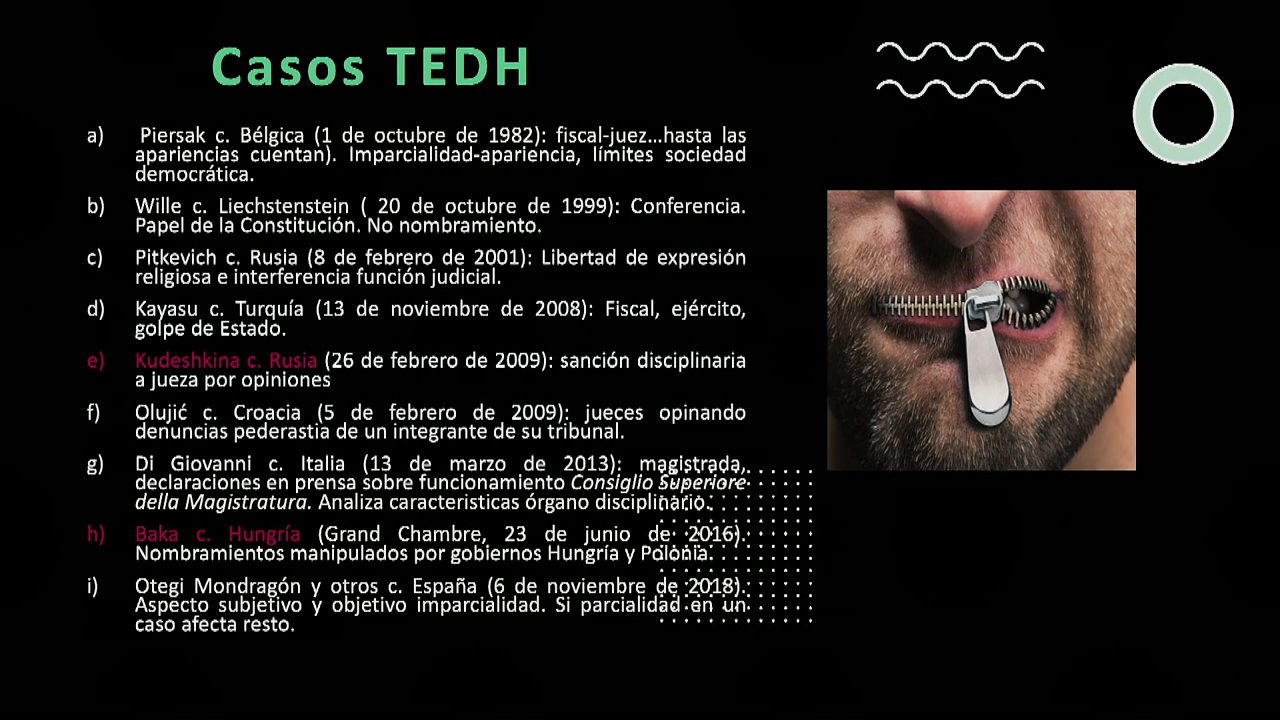 Casos TEDH
a) Piersak c. Bélgica (1 de octubre de 1982): fiscal-juez...hasta las
apariencias cuentan). Imparcialidad-apariencia, límites sociedad
democrática.
b) Wille c. Liechstenstein ( 20 de octubre de 1999): Conferencia.
Papel de la Constitución. No nombramiento.
c) Pitkevich c. Rusia (8 de febrero de 2001): Libertad de expresión
religiosa e interferencia función judicial.
d) Kayasu c. Turquía (13 de noviembre de 2008): Fiscal, ejército,
golpe de Estado.
e) Kudeshkina c. Rusia (26 de febrero de 2009): sanción disciplinaria
a jueza por opiniones
f) Olujić c. Croacia (5 de febrero de 2009): jueces opinando
denuncias pederastia de un integrante de su tribunal.
g) Di Giovanni c. Italia (13 de marzo de 2013): magistrada,
declaraciones en prensa sobre funcionamiento Consiglio Superiore
della Magistratura. Analiza caracteristicas órgano disciplinario.
h) Baka c. Hungría (Grand Chambre, 23 de junio de 2016).
Nombramientos manipulados por gobiernos Hungría y Polonia.
i) Otegi Mondragón y otros c. España (6 de noviembre de 2018).
Aspecto subjetivo y objetivo imparcialidad. Si parcialidad en un
caso afecta resto.